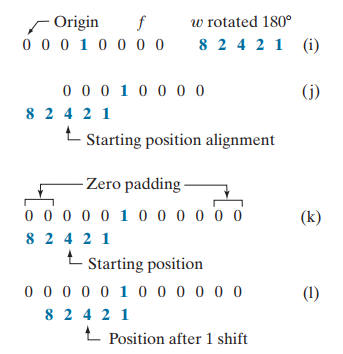 Origin f w rotated 180°
0 0 0 1 0 0 0 0 8 2 4 2 1 (i)
0 0 0 1 0 0 0 0 (j)
8 2 4 2 1
Starting position alignment
Zero padding
0 0 0 0 0 1 0 0 0 0 0 0 (k)
8 2 4 2 1
Starting position
0 0 0 0 0 1 0 0 0 0 0 0 (l)
8 2 4 2 1
Position after 1 shift